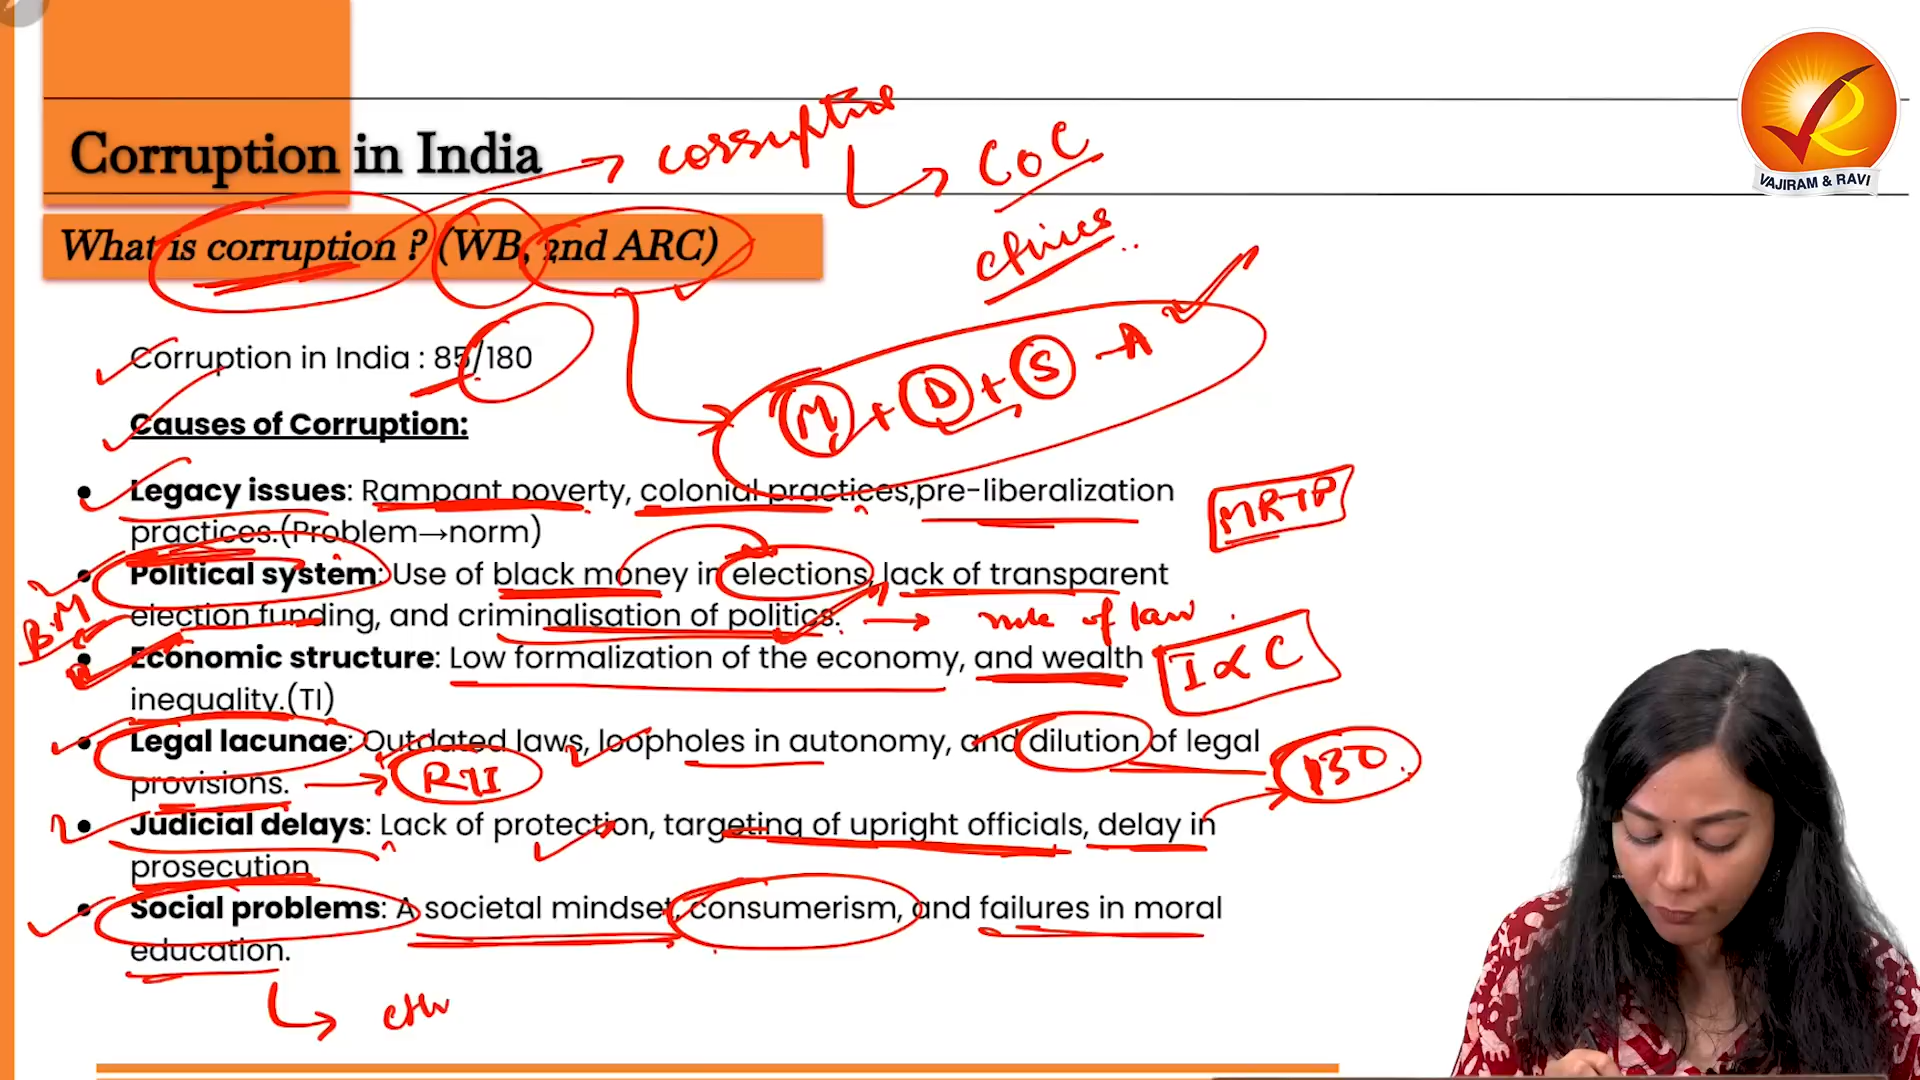 Corruption in India
corruption
CoC
ethics
VAJIRAM & RAVI
What is corruption ? (WB, 2nd ARC)
Corruption in India : 85/180
M + D + S - A
Causes of Corruption:
Legacy issues: Rampant poverty, colonial practices,pre-liberalization
practices.(Problem→norm)
MRTP
Political system: Use of black money in elections, lack of transparent
election funding, and criminalisation of politics.
B.M
rule of law
Economic structure: Low formalization of the economy, and wealth
inequality.(TI)
I ∝ C
Legal lacunae: Outdated laws, loopholes in autonomy, and dilution of legal
provisions.
RTI
Judicial delays: Lack of protection, targeting of upright officials, delay in
prosecution
Social problems: A societal mindset, consumerism, and failures in moral
education.